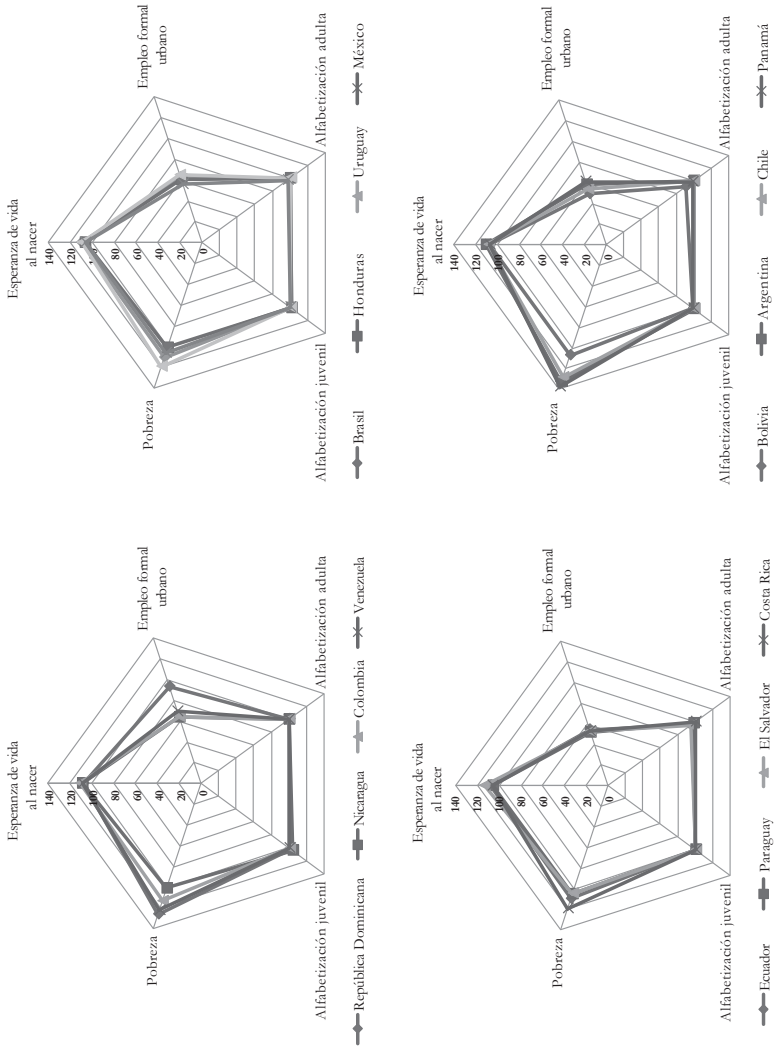 Esperanza de vida
al nacer
140
120
100
80
60
40
20
0
Empleo formal
urbano
Alfabetización adulta
Alfabetización juvenil
Pobreza
República Dominicana
Nicaragua
Colombia
Venezuela
Esperanza de vida
al nacer
140
120
100
80
60
40
20
0
Empleo formal
urbano
Alfabetización adulta
Alfabetización juvenil
Pobreza
Brasil
Honduras
Uruguay
México
Esperanza de vida
al nacer
140
120
100
80
60
40
20
0
Empleo formal
urbano
Alfabetización adulta
Alfabetización juvenil
Pobreza
Ecuador
Paraguay
El Salvador
Costa Rica
Esperanza de vida
al nacer
140
120
100
80
60
40
20
0
Empleo formal
urbano
Alfabetización adulta
Alfabetización juvenil
Pobreza
Bolivia
Argentina
Chile
Panamá